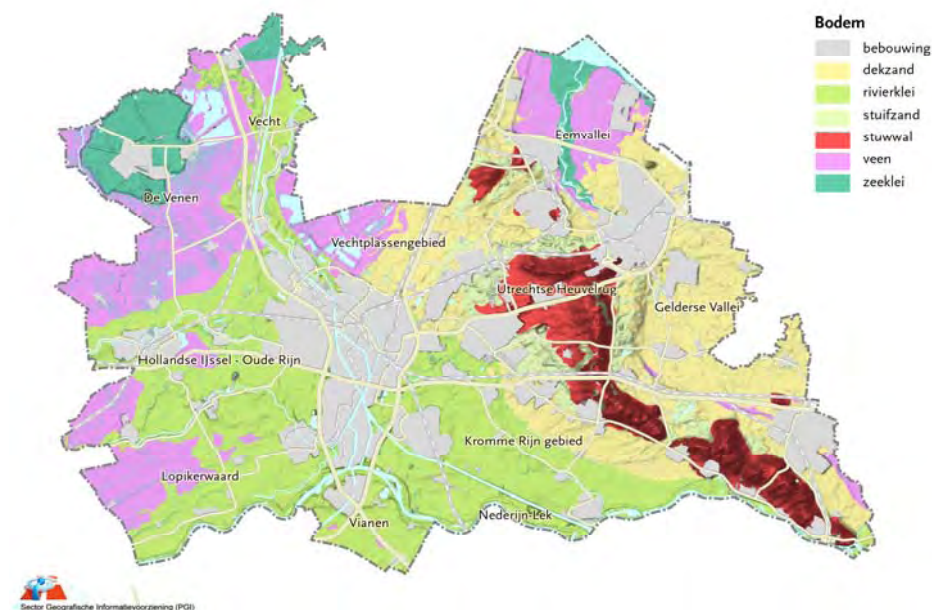 Bodem
bebouwing
dekzand
rivierklei
stuifzand
stuwwal
veen
zeeklei
Vecht
Eemvallei
De Venen
Vechtplassengebied
Utrechtse Heuvelrug
Gelderse Vallei
Hollandse IJssel - Oude Rijn
Kromme Rijn gebied
Lopikerwaard
Nederijn-Lek
Vianen
Sector Geografische Informatievoorziening (PGI)